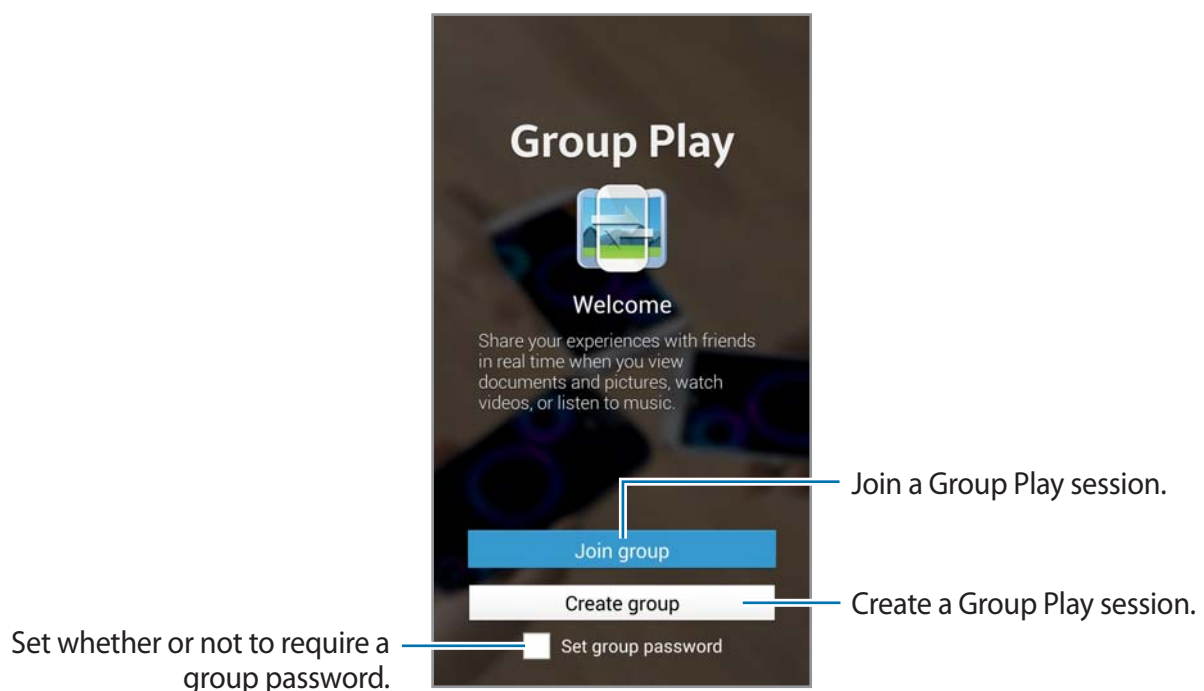 Group Play
Welcome
Share your experiences with friends
in real time when you view
documents and pictures, watch
videos, or listen to music.
Join a Group Play session.
Join group
Create group
Create a Group Play session.
Set whether or not to require a
group password.
Set group password